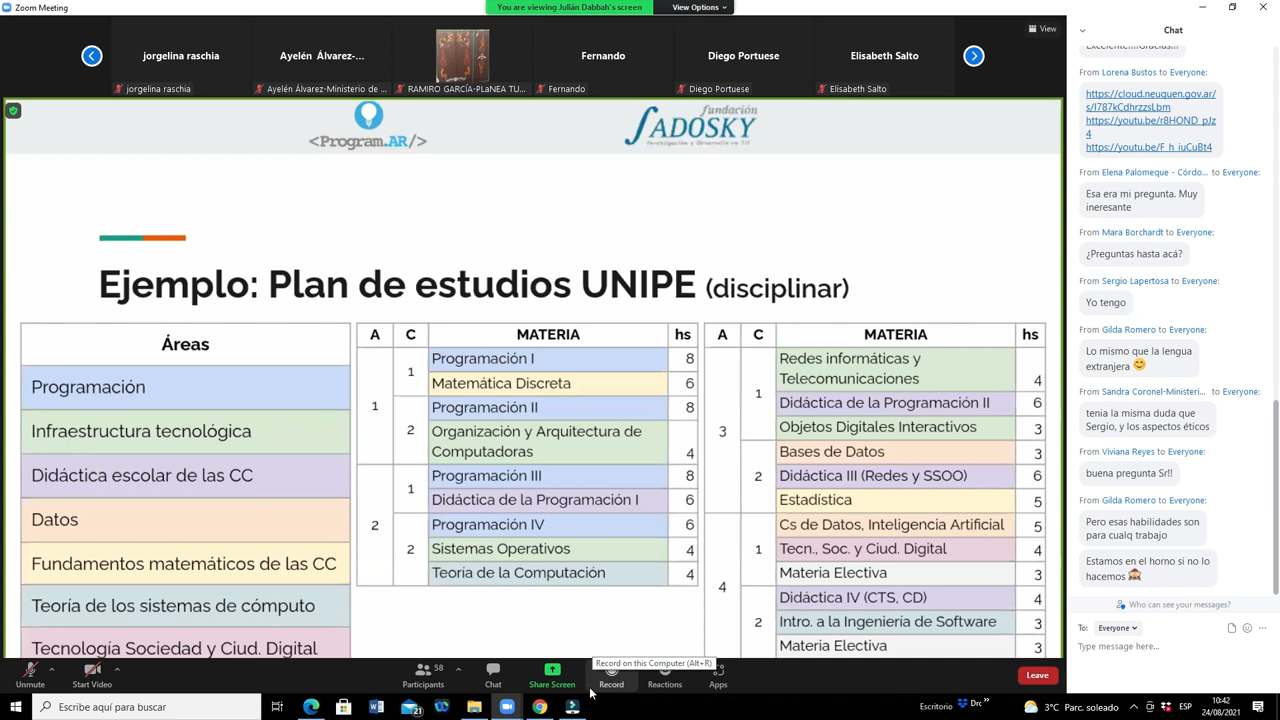 Zoom Meeting
You are viewing Julián Dabbah's screen
View Options
View
jorgelina raschia
Ayelén Álvarez-...
Fernando
Diego Portuese
Elisabeth Salto
jorgelina raschia
Ayelén Álvarez-Ministerio de ...
RAMIRO GARCÍA-PLaNEA TU...
Fernando
Diego Portuese
Elisabeth Salto
<Program.AR/>
fundación
SADOSKY
Ejemplo: Plan de estudios UNIPE (disciplinar)
Áreas
Programación
Infraestructura tecnológica
Didáctica escolar de las CC
Datos
Fundamentos matemáticos de las CC
Teoría de los sistemas de cómputo
Tecnología Sociedad y Ciud. Digital
A C MATERIA hs
1
1
Programación I 8
Matemática Discreta 6
2
Programación II 8
Organización y Arquitectura de
Computadoras 4
2
1
Programación III 8
Didáctica de la Programación I 6
2
Programación IV 6
Sistemas Operativos 4
Teoría de la Computación 4
A C MATERIA hs
3
1
Redes informáticas y
Telecomunicaciones 4
Didáctica de la Programación II 6
Objetos Digitales Interactivos 3
2
Bases de Datos 3
Didáctica III (Redes y SSOO) 6
Estadística 5
4
1
Cs de Datos, Inteligencia Artificial 5
Tecn., Soc. y Ciud. Digital 4
Materia Electiva 3
2
Didáctica IV (CTS, CD) 4
Intro. a la Ingeniería de Software 3
Materia Electiva 3
Chat
Excelente!!!!Gracias!!!
From Lorena Bustos to Everyone:
https://cloud.neuquen.gov.ar/
s/I787kCdhrzzsLbm
https://youtu.be/r8HOND_pJz
4
https://youtu.be/F_h_iuCuBt4
From Elena Palomeque - Córdo... to Everyone:
Esa era mi pregunta. Muy
ineresante
From Mara Borchardt to Everyone:
¿Preguntas hasta acá?
From Sergio Lapertosa to Everyone:
Yo tengo
From Gilda Romero to Everyone:
Lo mismo que la lengua
extranjera 😊
From Sandra Coronel-Ministeri... to Everyone:
tenia la misma duda que
Sergio, y los aspectos éticos
From Viviana Reyes to Everyone:
buena pregunta Sr!!
From Gilda Romero to Everyone:
Pero esas habilidades son
para cualq trabajo
Estamos en el horno si no lo
hacemos 🙈
Who can see your messages?
To: Everyone
Type message here...
Record on this Computer (Alt+R)
Unmute
Start Video
58
Participants
Chat
Share Screen
Record
Reactions
Apps
Leave
Escribe aquí para buscar
21
Escritorio
Drc
»
3°C Parc. soleado
ESP
10:42
24/08/2021